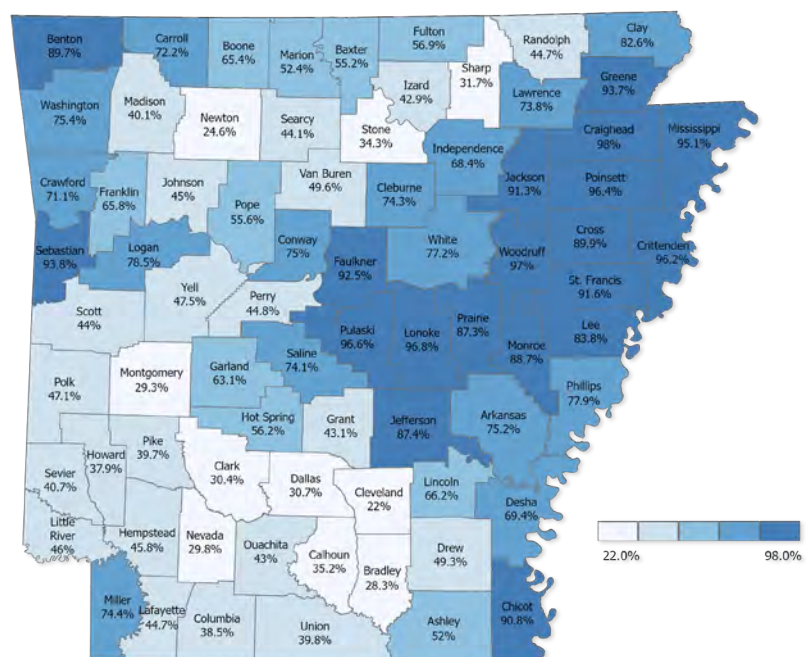 Benton
89.7%
Carroll
72.2%
Boone
65.4%
Marion
52.4%
Baxter
55.2%
Fulton
56.9%
Sharp
31.7%
Randolph
44.7%
Clay
82.6%
Washington
75.4%
Madison
40.1%
Newton
24.6%
Searcy
44.1%
Stone
34.3%
Izard
42.9%
Lawrence
73.8%
Greene
93.7%
Craighead
98%
Mississippi
95.1%
Independence
68.4%
Crawford
71.1%
Franklin
65.8%
Johnson
45%
Pope
55.6%
Van Buren
49.6%
Cleburne
74.3%
Jackson
91.3%
Poinsett
96.4%
Sebastian
93.8%
Logan
78.5%
Conway
75%
Faulkner
92.5%
White
77.2%
Woodruff
97%
Cross
89.9%
Crittenden
96.2%
St. Francis
91.6%
Scott
44%
Yell
47.5%
Perry
44.8%
Pulaski
96.6%
Lonoke
96.8%
Praine
87.3%
Monroe
88.7%
Lee
83.8%
Polk
47.1%
Montgomery
29.3%
Garland
63.1%
Saline
74.1%
Phillips
77.9%
Hot Spring
56.2%
Grant
43.1%
Jefferson
87.4%
Arkansas
75.2%
Sevier
40.7%
Howard
37.9%
Pike
39.7%
Clark
30.4%
Dallas
30.7%
Cleveland
22%
Lincoln
66.2%
Desha
69.4%
Little
River
46%
Hempstead
45.8%
Nevada
29.8%
Ouachita
43%
Calhoun
35.2%
Bradley
28.3%
Drew
49.3%
Miller
74.4%
Lafayette
44.7%
Columbia
38.5%
Union
39.8%
Ashley
52%
Chicot
90.8%
22.0%
98.0%